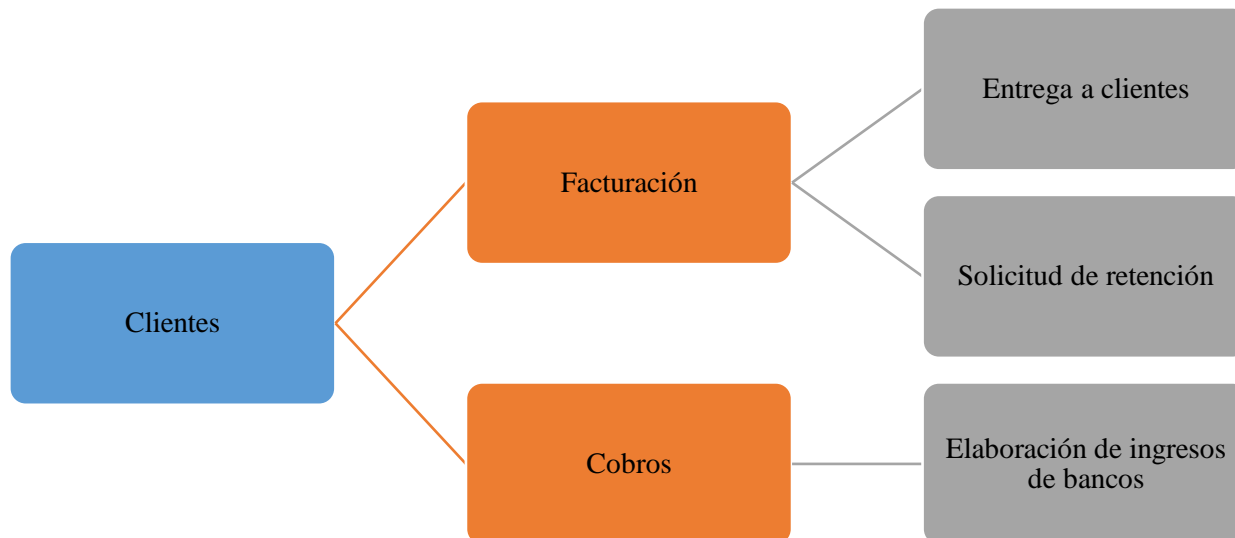 Clientes
Facturación
Entrega a clientes
Solicitud de retención
Cobros
Elaboración de ingresos
de bancos